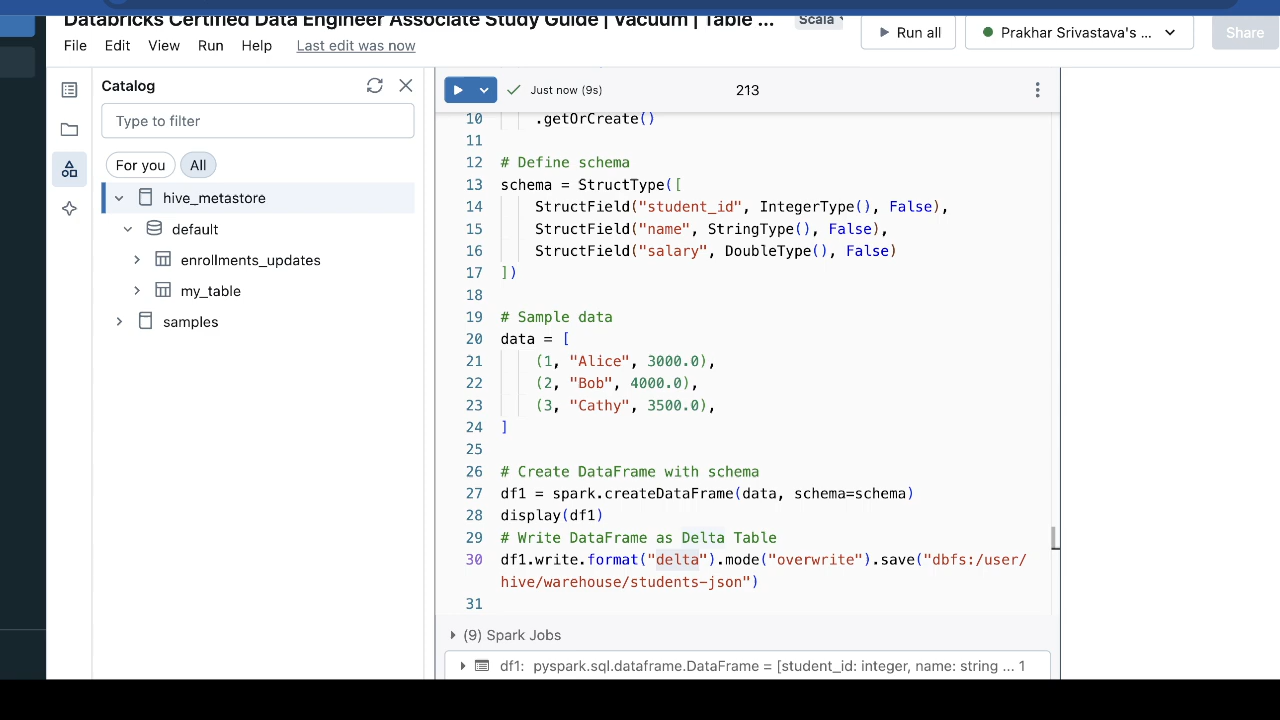 Databricks Certified Data Engineer Associate Study Guide | Vacuum | Table ...
Scala
Run all
Prakhar Srivastava's ...
Share
File Edit View Run Help Last edit was now
Catalog
Type to filter
For you All
hive_metastore
default
enrollments_updates
my_table
samples
Just now (9s)
213
10 .getOrCreate()
11
12 # Define schema
13 schema = StructType([
14 StructField("student_id", IntegerType(), False),
15 StructField("name", StringType(), False),
16 StructField("salary", DoubleType(), False)
17 ])
18
19 # Sample data
20 data = [
21 (1, "Alice", 3000.0),
22 (2, "Bob", 4000.0),
23 (3, "Cathy", 3500.0),
24 ]
25
26 # Create DataFrame with schema
27 df1 = spark.createDataFrame(data, schema=schema)
28 display(df1)
29 # Write DataFrame as Delta Table
30 df1.write.format("delta").mode("overwrite").save("dbfs:/user/
hive/warehouse/students-json")
31
(9) Spark Jobs
df1: pyspark.sql.dataframe.DataFrame = [student_id: integer, name: string ... 1